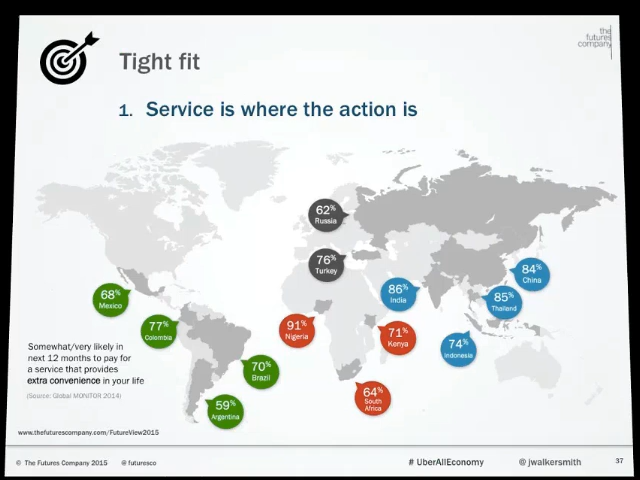 the
futures
company
Tight fit
1. Service is where the action is
62%
Russia
76%
Turkey
84%
China
86%
India
85%
Thailand
68%
Mexico
77%
Colombia
91%
Nigeria
71%
Kenya
74%
Indonesia
70%
Brazil
64%
South
Africa
59%
Argentina
Somewhat/very likely in
next 12 months to pay for
a service that provides
extra convenience in your life
(Source: Global MONITOR 2014)
www.thefuturescompany.com/FutureView2015
© The Futures Company 2015 @ futuresco # UberAllEconomy @ jwalkersmith 37